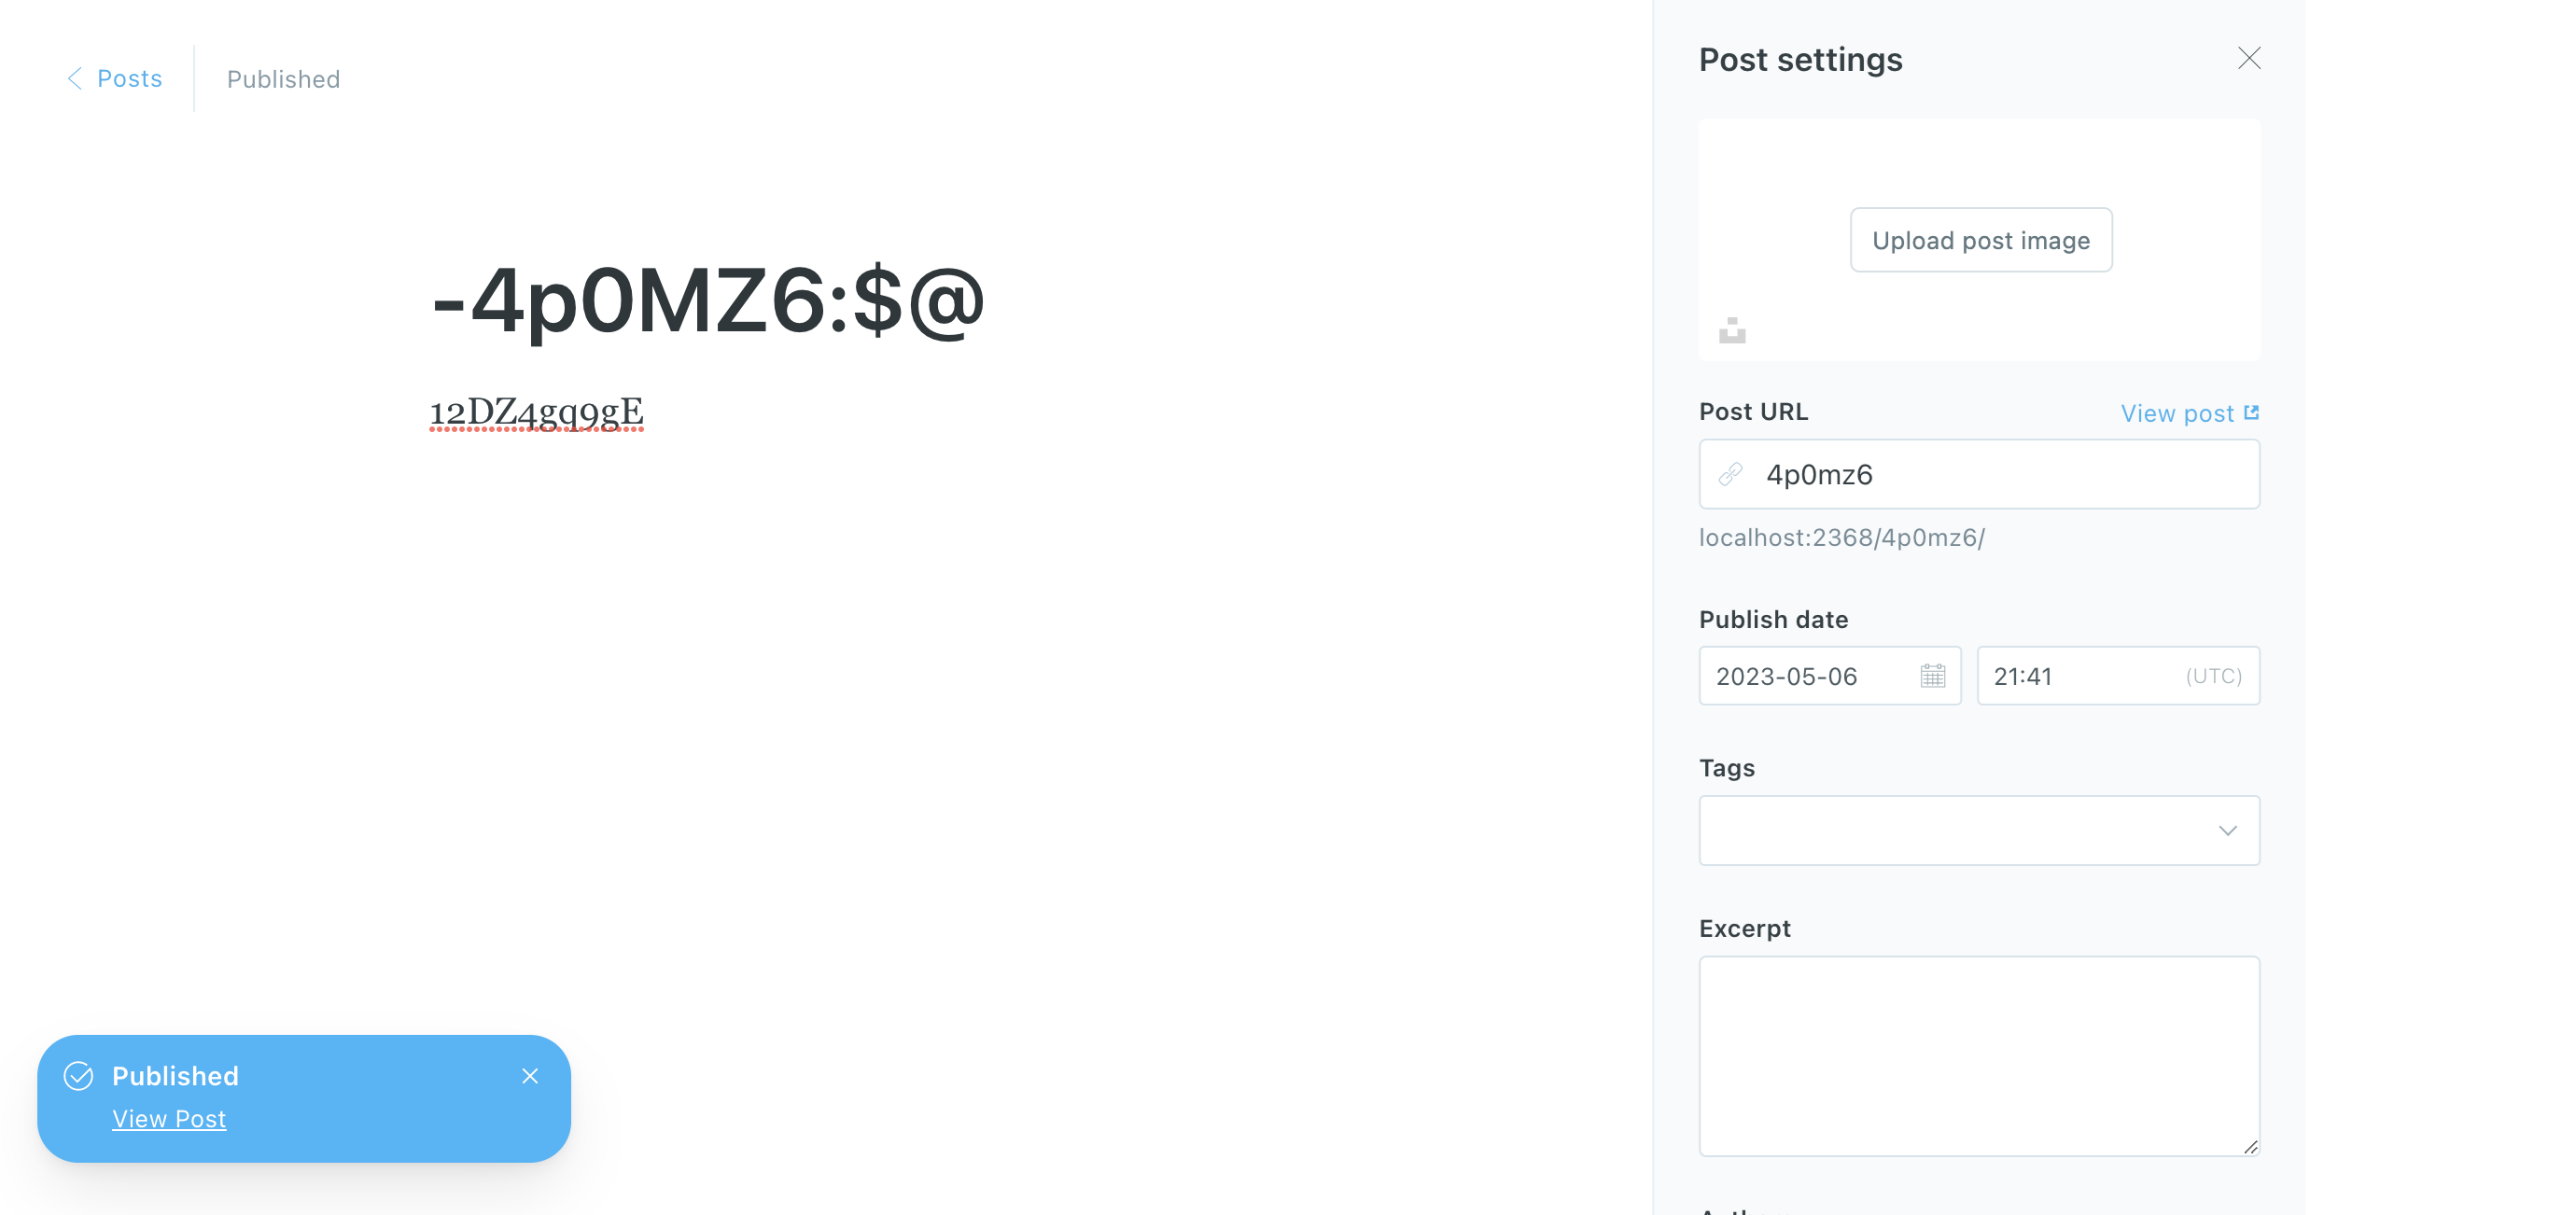 Posts
Published
-4p0MZ6:$@
12DZ4gq9gE
Published
View Post
Post settings
Upload post image
Post URL
View post
4p0mz6
localhost:2368/4p0mz6/
Publish date
2023-05-06
21:41
(UTC)
Tags
Excerpt